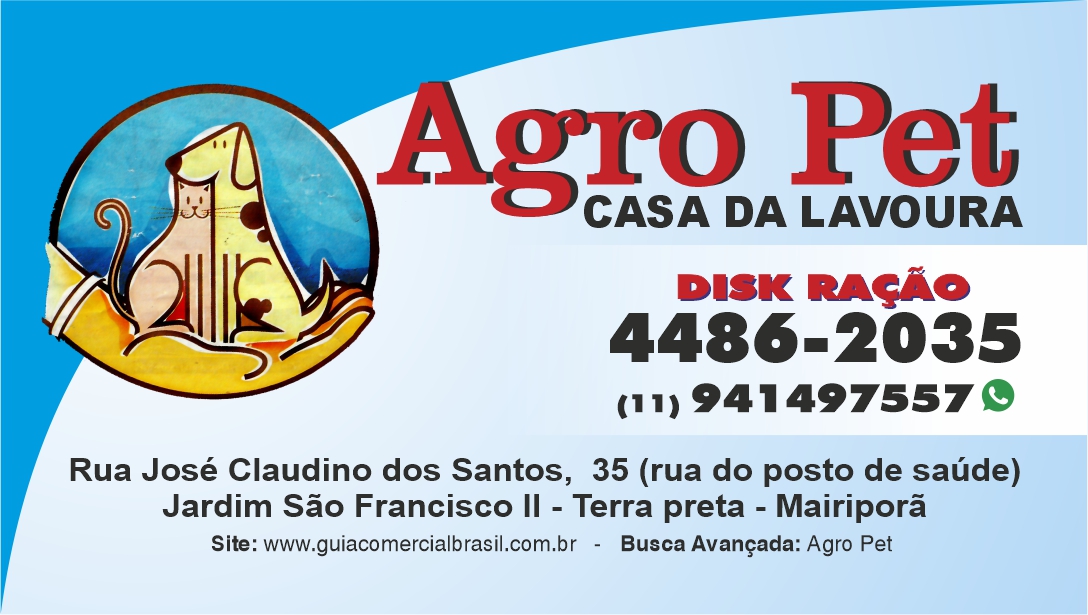 Agro Pet
CASA DA LAVOURA
DISK RAÇÃO
4486-2035
(11) 941497557
Rua José Claudino dos Santos,  35 (rua do posto de saúde)
Jardim São Francisco II - Terra preta - Mairiporã
Site: www.guiacomercialbrasil.com.br   -   Busca Avançada: Agro Pet